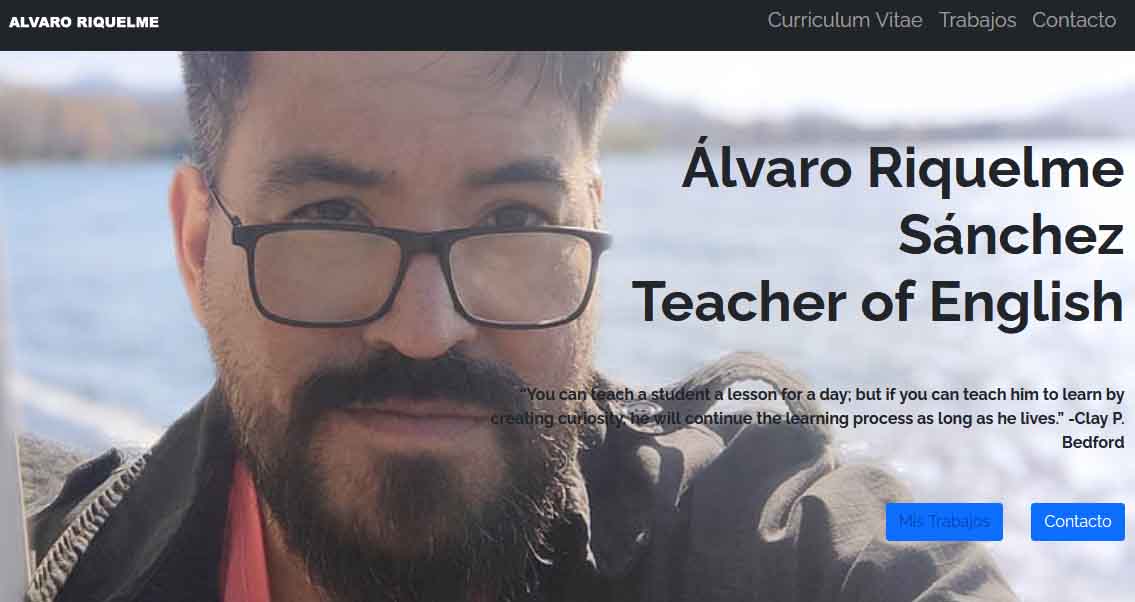 ALVARO RIQUELME
Curriculum Vitae Trabajos Contacto
Álvaro Riquelme
Sánchez
Teacher of English
“You can teach a student a lesson for a day; but if you can teach him to learn by
creating curiosity, he will continue the learning process as long as he lives.” -Clay P.
Bedford
Mis Trabajos Contacto